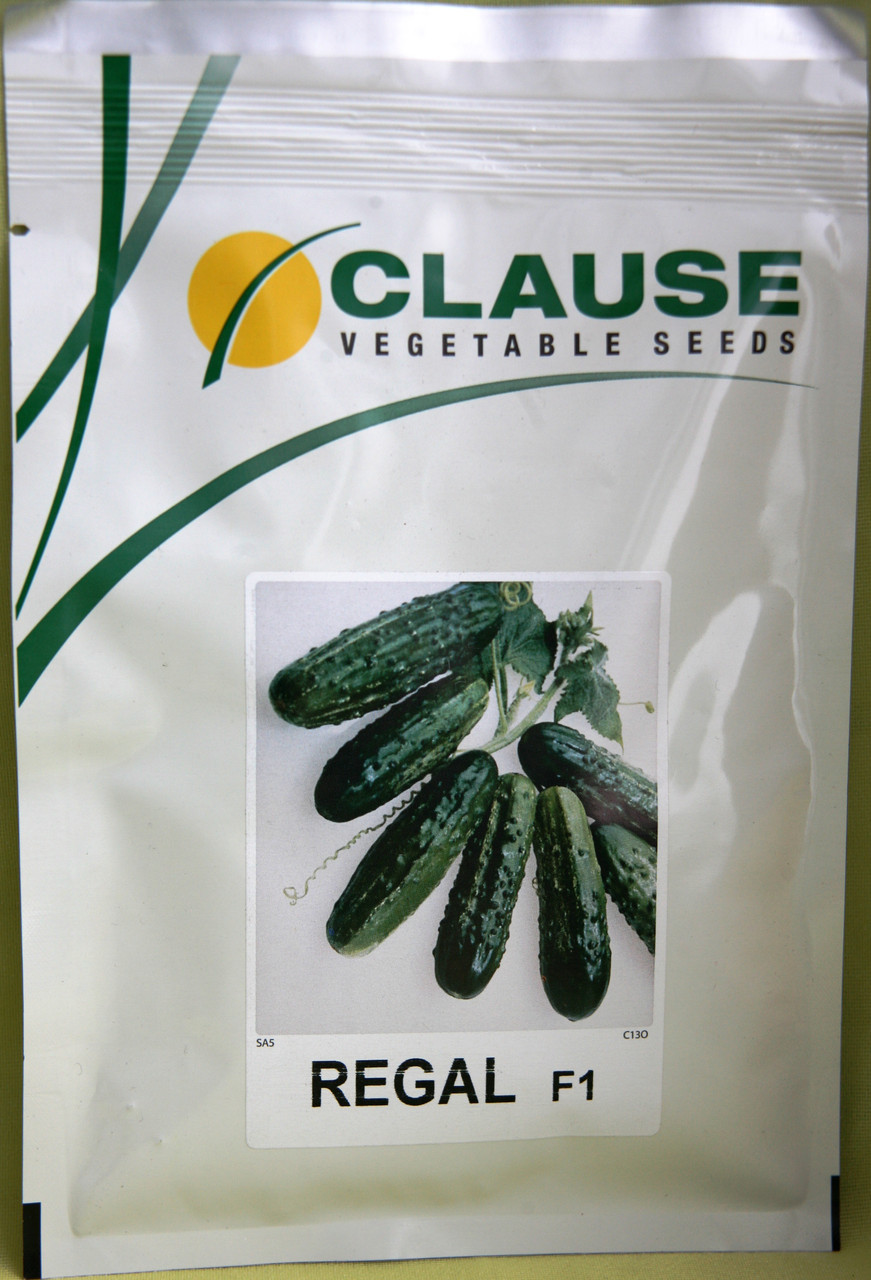 CLAUSE
VEGETABLE SEEDS
SA5 C13O
REGAL F1